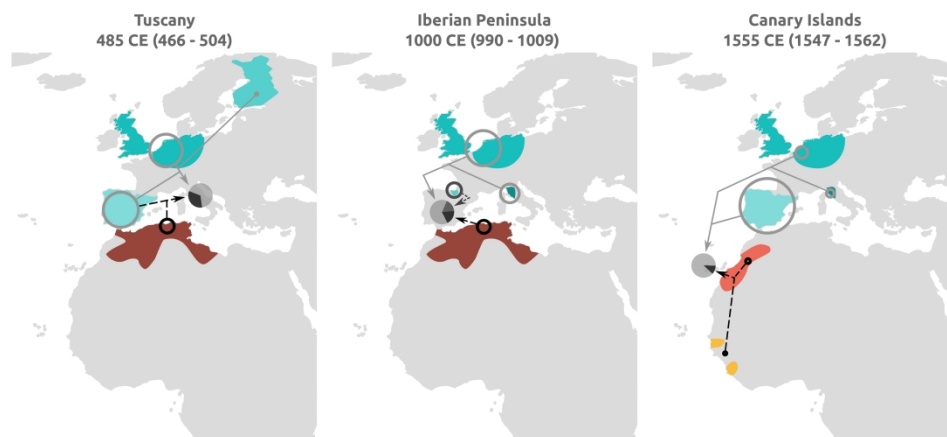 Tuscany
485 CE (466 - 504)
Iberian Peninsula
1000 CE (990 - 1009)
Canary Islands
1555 CE (1547 - 1562)